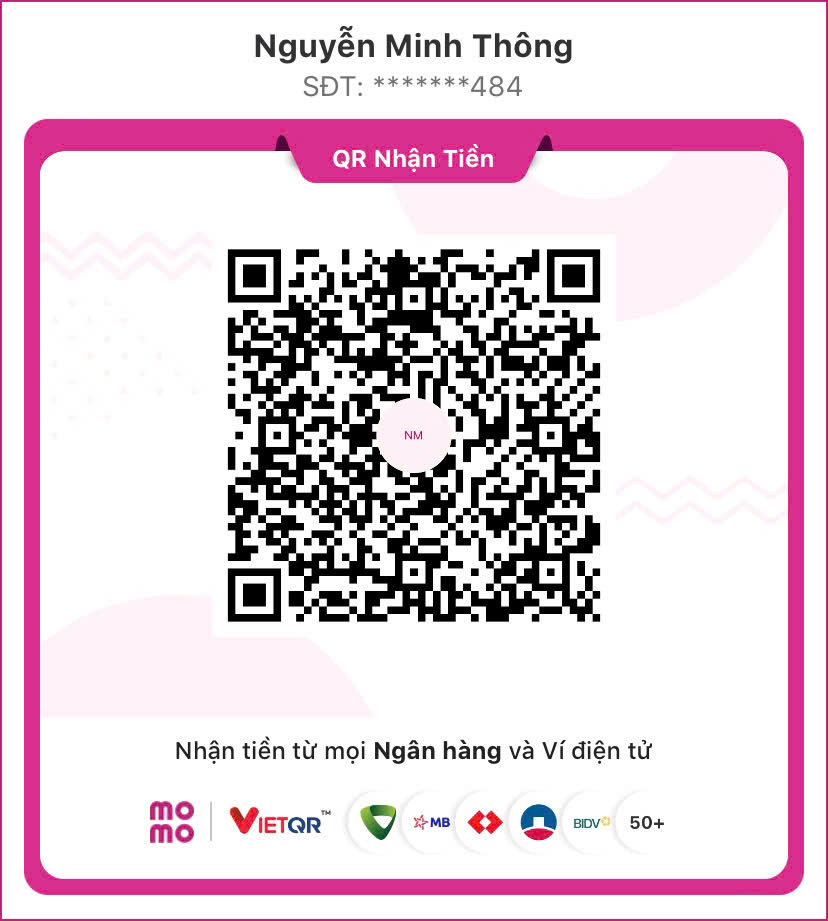 Nguyễn Minh Thông
SĐT: *******484
QR Nhận Tiền
NM
Nhận tiền từ mọi Ngân hàng và Ví điện tử
mo
mo
VIETQR™
MB
BIDV
50+